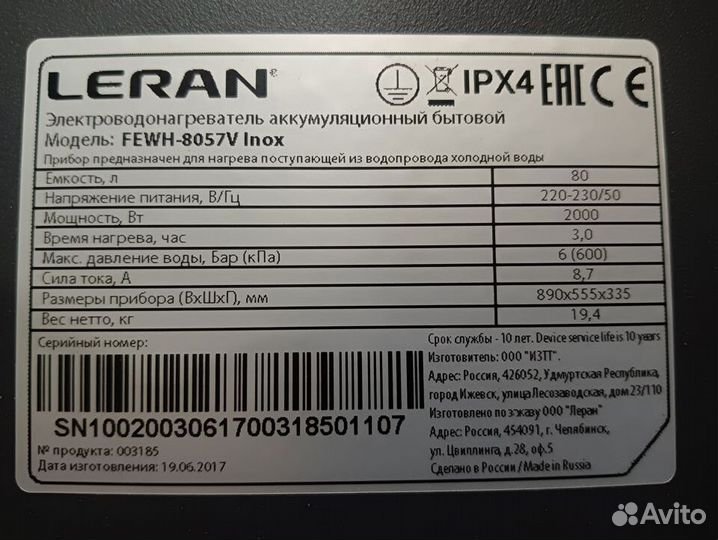 LERAN®
IPX4 EAC CE
Электроводонагреватель аккумуляционный бытовой
Модель: FEWH-8057V Inox
Прибор предназначен для нагрева поступающей из водопровода холодной воды
Емкость, л 80
Напряжение питания, В/Гц 220-230/50
Мощность, Вт 2000
Время нагрева, час 3,0
Макс. давление воды, Бар (кПа) 6 (600)
Сила тока, А 8,7
Размеры прибора (ВхШхГ), мм 890x555x335
Вес нетто, кг 19,4
Серийный номер:
SN1002003061700318501107
№ продукта: 003185
Дата изготовления: 19.06.2017
Срок службы - 10 лет. Device service life is 10 years
Изготовитель: ООО "ИЗТТ".
Адрес: Россия, 426052, Удмуртская Республика,
город Ижевск, улица Лесозаводская, дом 23/110
Изготовлено по заказу ООО "Леран"
Адрес: Россия, 454091, г. Челябинск,
ул. Цвиллинга, д.28, оф.5
Сделано в России / Made in Russia
Avito